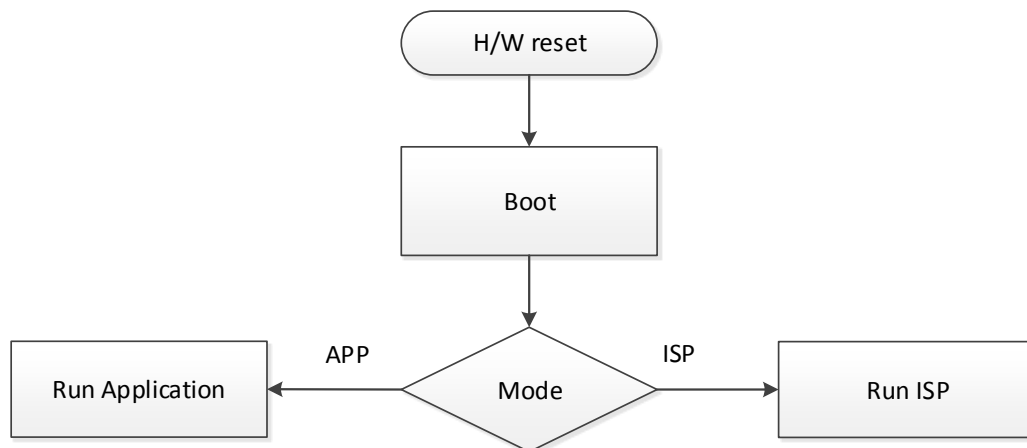 H/W reset
Boot
APP
ISP
Run Application
Mode
Run ISP